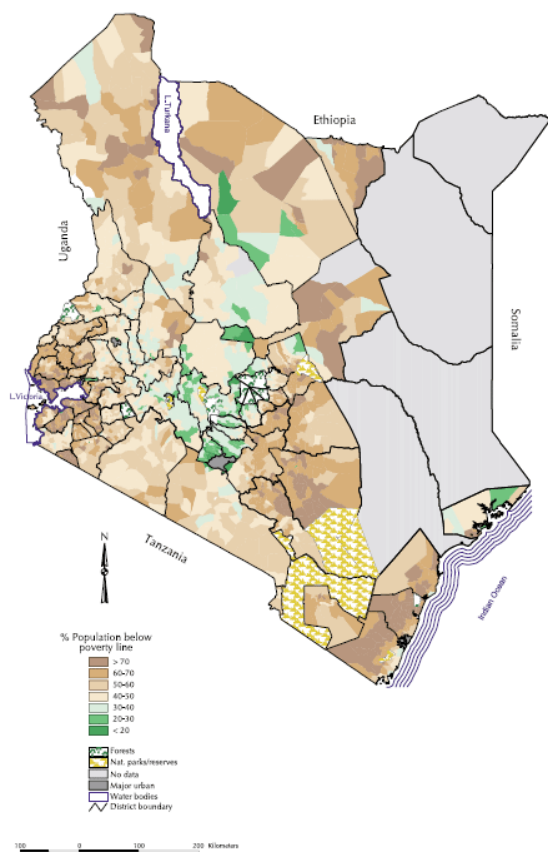 Ethiopia
L.Turkana
Uganda
Somalia
L.Victoria
Tanzania
N
Indian Ocean
% Population below
poverty line
> 70
60-70
50-60
40-50
30-40
20-30
< 20
Forests
Nat. parks/reserves
No data
Major urban
Water bodies
District boundary
100 0 100 200 Kilometers